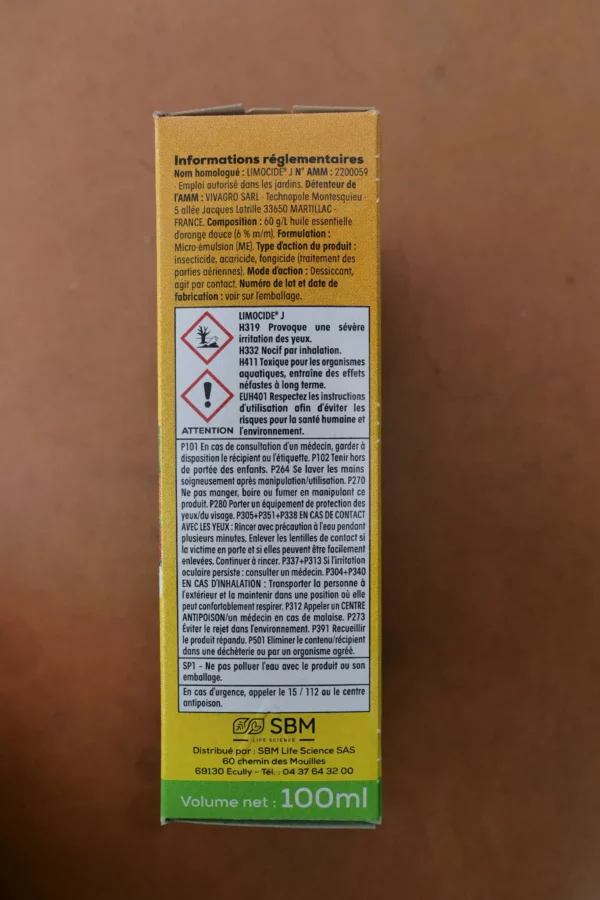 Informations réglementaires
Nom homologué : LIMOCIDE® J N° AMM : 2200059
- Emploi autorisé dans les jardins. Détenteur de
l'AMM : VIVAGRO SARL - Technopole Montesquieu -
5 allée Jacques Latrille 33650 MARTILLAC -
FRANCE. Composition : 60 g/L huile essentielle
d'orange douce (6 % m/m). Formulation :
Micro-émulsion (ME). Type d'action du produit :
insecticide, acaricide, fongicide (traitement des
parties aériennes). Mode d'action : Dessiccant,
agit par contact. Numéro de lot et date de
fabrication : voir sur l'emballage.
LIMOCIDE® J
H319 Provoque une sévère
irritation des yeux.
H332 Nocif par inhalation.
H411 Toxique pour les organismes
aquatiques, entraîne des effets
néfastes à long terme.
EUH401 Respectez les instructions
d'utilisation afin d'éviter les
risques pour la santé humaine et
l'environnement.
ATTENTION
P101 En cas de consultation d'un médecin, garder à
disposition le récipient ou l'étiquette. P102 Tenir hors
de portée des enfants. P264 Se laver les mains
soigneusement après manipulation/utilisation. P270
Ne pas manger, boire ou fumer en manipulant ce
produit. P280 Porter un équipement de protection des
yeux/du visage. P305+P351+P338 EN CAS DE CONTACT
AVEC LES YEUX : Rincer avec précaution à l'eau pendant
plusieurs minutes. Enlever les lentilles de contact si
la victime en porte et si elles peuvent être facilement
enlevées. Continuer à rincer. P337+P313 Si l'irritation
oculaire persiste : consulter un médecin. P304+P340
EN CAS D'INHALATION : Transporter la personne à
l'extérieur et la maintenir dans une position où elle
peut confortablement respirer. P312 Appeler un CENTRE
ANTIPOISON/un médecin en cas de malaise. P273
Éviter le rejet dans l'environnement. P391 Recueillir
le produit répandu. P501 Eliminer le contenu/récipient
dans une déchèterie ou par un organisme agréé.
SP1 - Ne pas polluer l'eau avec le produit ou son
emballage.
En cas d'urgence, appeler le 15 / 112 ou le centre
antipoison.
SBM
LIFE SCIENCE
Distribué par : SBM Life Science SAS
60 chemin des Mouilles
69130 Ecully - Tél. : 04 37 64 32 00
Volume net : 100ml